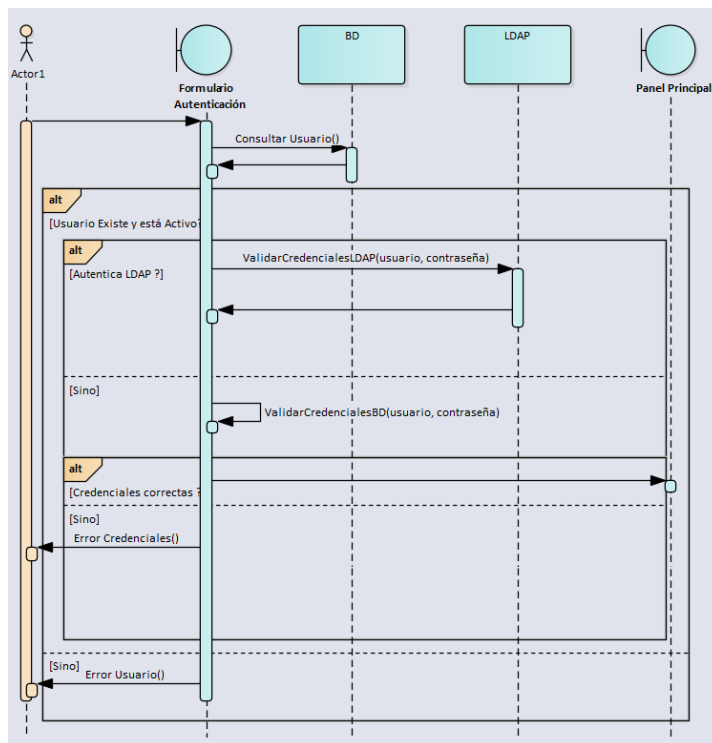 BD
LDAP
Actor1
Formulario
Autenticación
Panel Principal
Consultar Usuario()
alt
[Usuario Existe y está Activo?
alt
ValidarCredencialesLDAP(usuario, contraseña)
[Autentica LDAP ?]
[Sino]
ValidarCredencialesBD(usuario, contraseña)
alt
[Credenciales correctas ?
[Sino]
Error Credenciales()
[Sino]
Error Usuario()